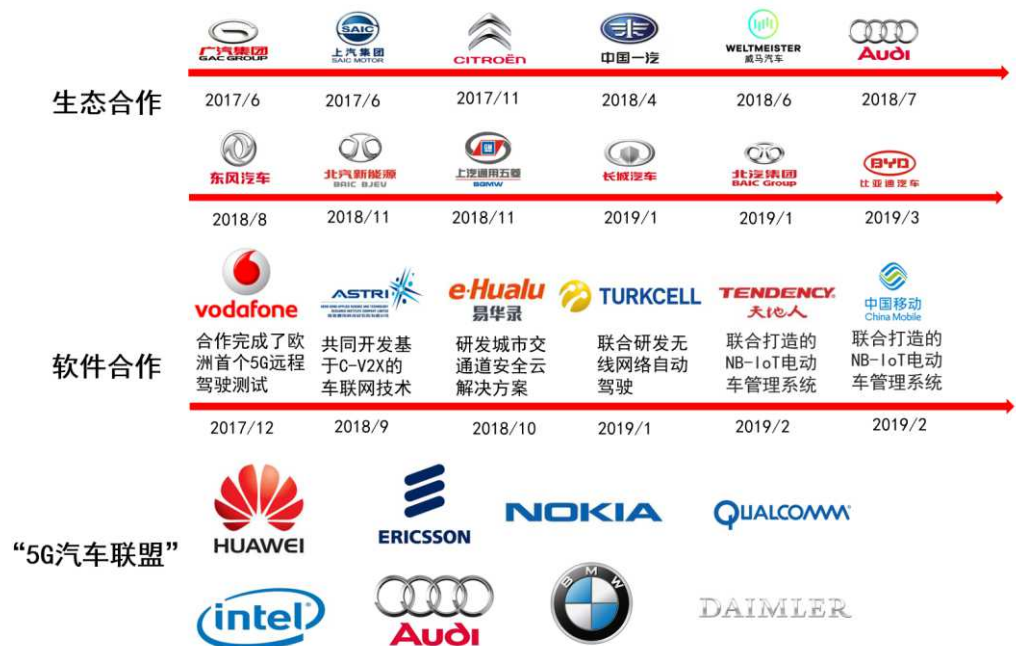 广汽集团
GAC GROUP
上汽集团
SAIC MOTOR
CITROËN
中国一汽
WELTMEISTER
威马汽车
Audi
生态合作
2017/6
2017/6
2017/11
2018/4
2018/6
2018/7
东风汽车
北汽新能源
BAIC BJEV
上汽通用五菱
SGMW
长城汽车
北汽集团
BAIC Group
BYD
比亚迪汽车
2018/8
2018/11
2018/11
2019/1
2019/1
2019/3
vodafone
ASTRI
e·Hualu
易华录
TURKCELL
TENDENCY
天地人
中国移动
China Mobile
软件合作
合作完成了欧
洲首个5G远程
驾驶测试
共同开发基
于C-V2X的
车联网技术
研发城市交
通道安全云
解决方案
联合研发无
线网络自动
驾驶
联合打造的
NB-IoT电动
车管理系统
联合打造的
NB-IoT电动
车管理系统
2017/12
2018/9
2018/10
2019/1
2019/2
2019/2
“5G汽车联盟”
HUAWEI
ERICSSON
NOKIA
QUALCOMM
intel
Audi
BMW
DAIMLER